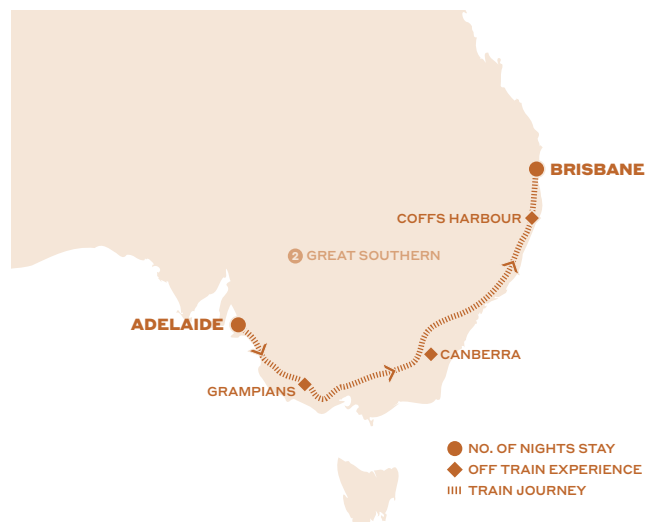 BRISBANE
COFFS HARBOUR
2 GREAT SOUTHERN
ADELAIDE
CANBERRA
GRAMPIANS
NO. OF NIGHTS STAY
OFF TRAIN EXPERIENCE
TRAIN JOURNEY